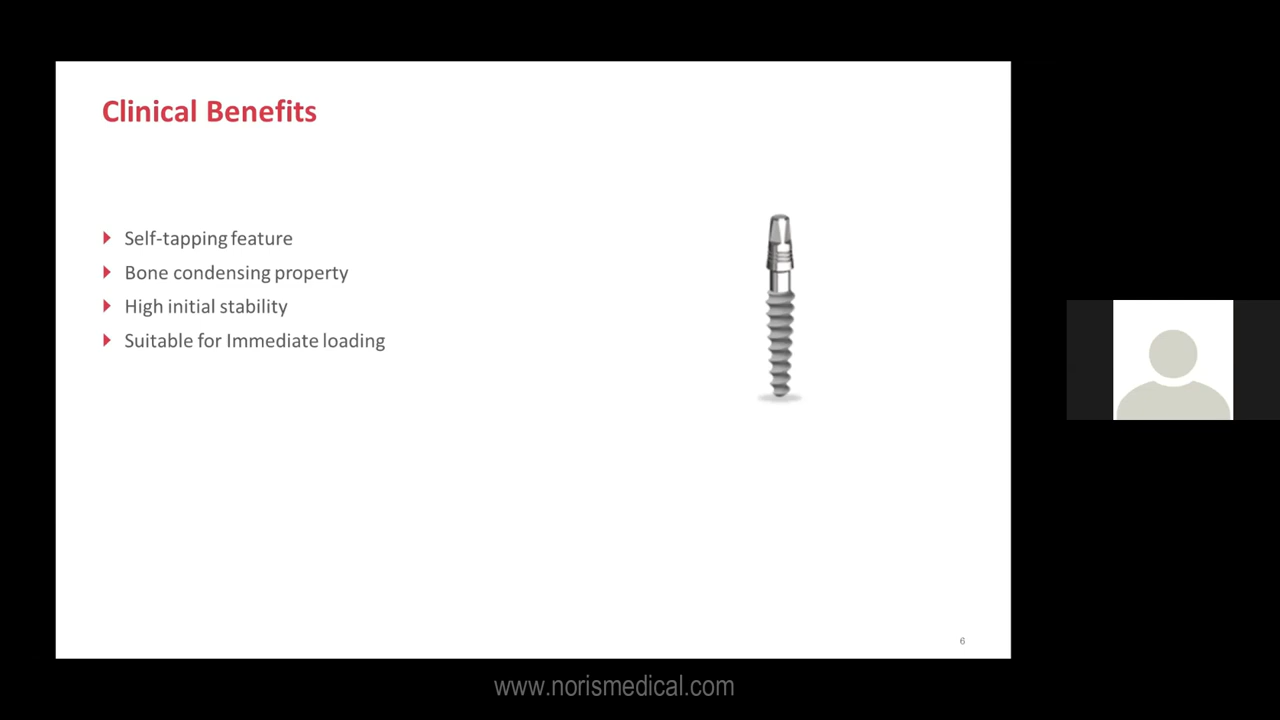 Clinical Benefits
Self-tapping feature
Bone condensing property
High initial stability
Suitable for Immediate loading
6
www.norismedical.com